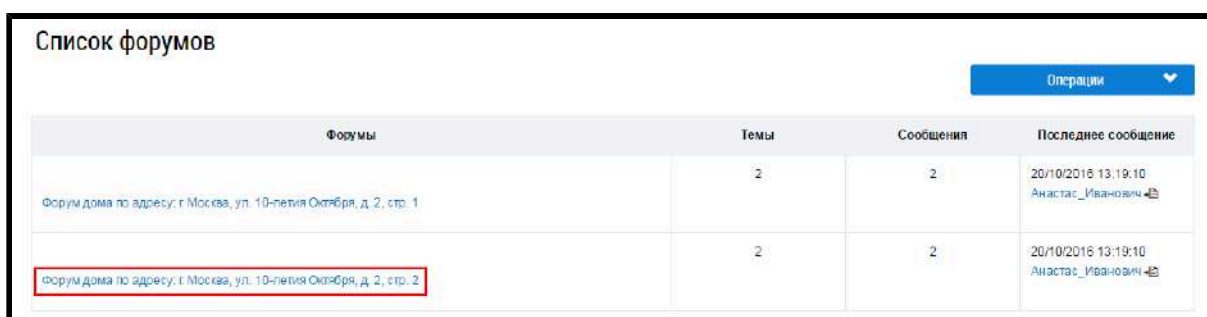 Список форумов
Операции
Форумы Темы Сообщения Последнее сообщение
2 2 20/10/2016 13:19:10
Форум дома по адресу: г Москва, ул. 10-летия Октября, д. 2, стр. 1 Анастас_Иванович
2 2 20/10/2016 13:19:10
Форум дома по адресу: г Москва, ул. 10-летия Октября, д. 2, стр. 2 Анастас_Иванович